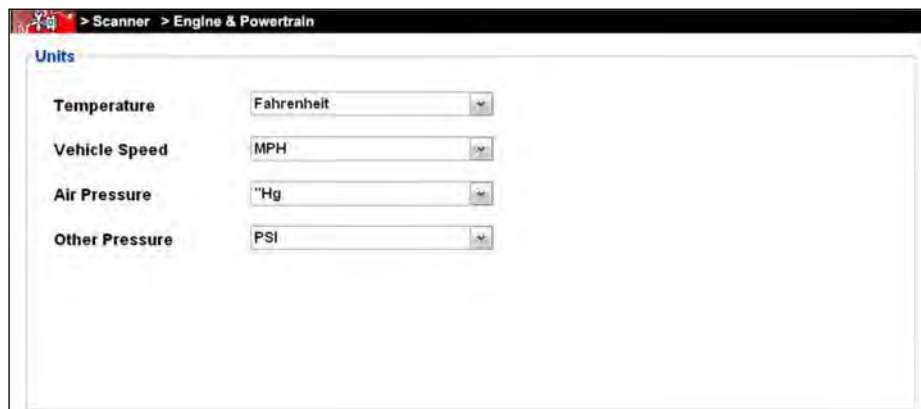 > Scanner > Engine & Powertrain
Units
Temperature Fahrenheit
Vehicle Speed MPH
Air Pressure "Hg
Other Pressure PSI